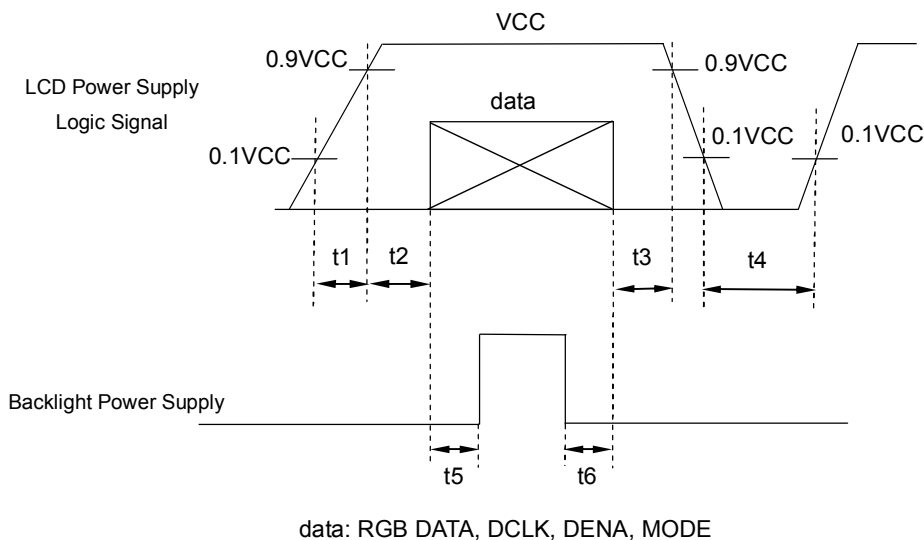 VCC
0.9VCC
0.9VCC
LCD Power Supply
Logic Signal
data
0.1VCC
0.1VCC
0.1VCC
t1
t2
t3
t4
Backlight Power Supply
t5
t6
data: RGB DATA, DCLK, DENA, MODE